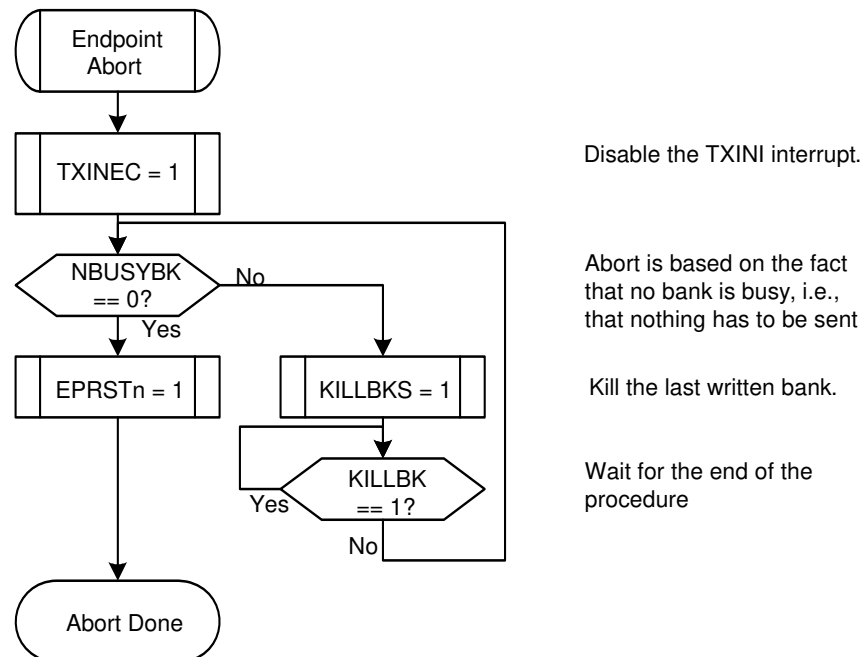 Endpoint
Abort
TXINEC = 1
Disable the TXINI interrupt.
NBUSYBK
== 0?
No
Yes
Abort is based on the fact
that no bank is busy, i.e.,
that nothing has to be sent
EPRSTn = 1
KILLBKS = 1
Kill the last written bank.
KILLBK
== 1?
Yes
No
Wait for the end of the
procedure
Abort Done